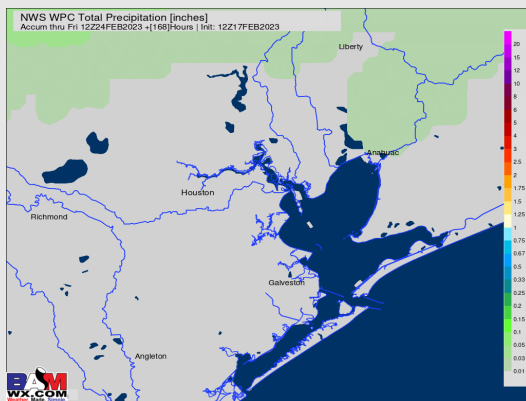 NWS WPC Total Precipitation [inches]
Accum thru Fri 12Z24FEB2023 +[168]Hours | Init: 12Z17FEB2023
Liberty
Anahuac
Houston
Richmond
Galveston
Angleton
20
15
12
10
8
6
5
4
3
2.5
2
1.75
1.5
1.25
1
0.75
0.67
0.5
0.33
0.25
0.2
0.15
0.1
0.05
0.03
0.01
BAM
WX.COM
Weather. Made. Simple.